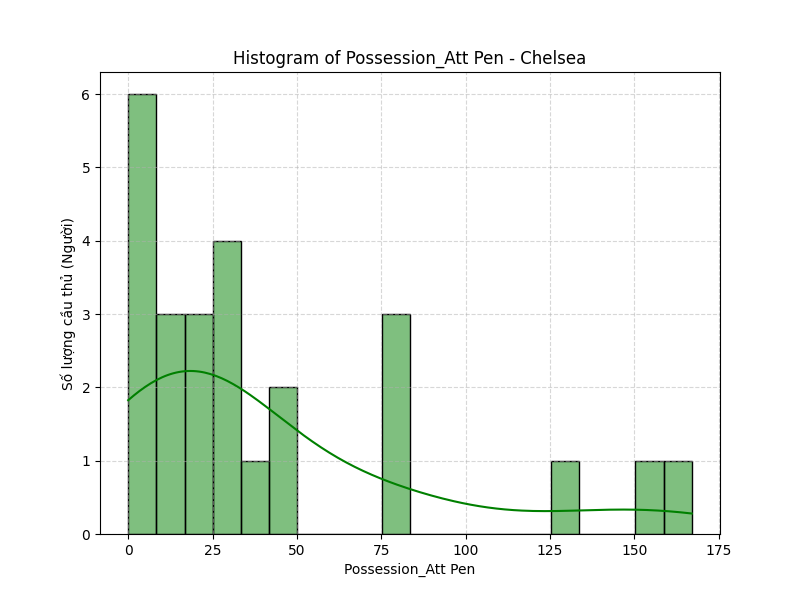 Histogram of Possession_Att Pen - Chelsea
Số lượng cầu thủ (Người)
6
5
4
3
2
1
0
0 25 50 75 100 125 150 175
Possession_Att Pen